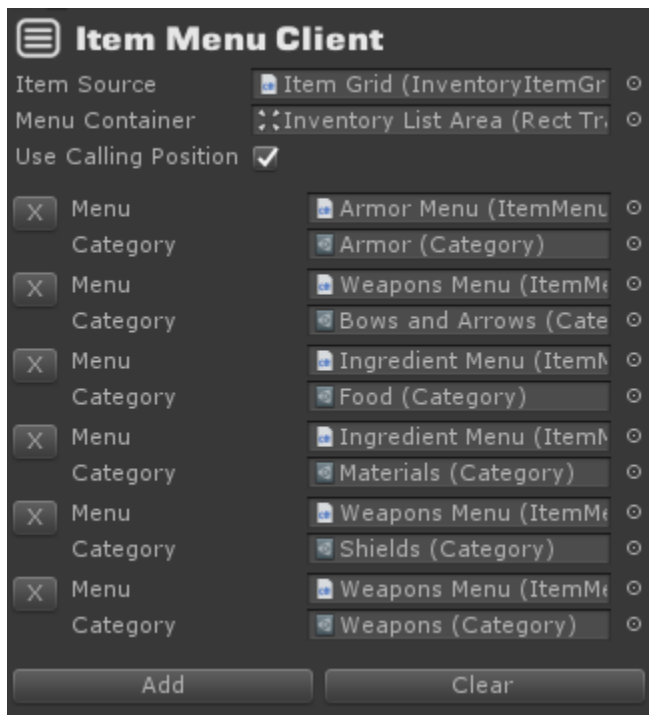 Item Menu Client
Item Source Item Grid (InventoryItemGr
Menu Container Inventory List Area (Rect Tr
Use Calling Position
X Menu Armor Menu (ItemMenu
Category Armor (Category)
X Menu Weapons Menu (ItemMe
Category Bows and Arrows (Cate
X Menu Ingredient Menu (ItemM
Category Food (Category)
X Menu Ingredient Menu (ItemM
Category Materials (Category)
X Menu Weapons Menu (ItemMe
Category Shields (Category)
X Menu Weapons Menu (ItemMe
Category Weapons (Category)
Add Clear